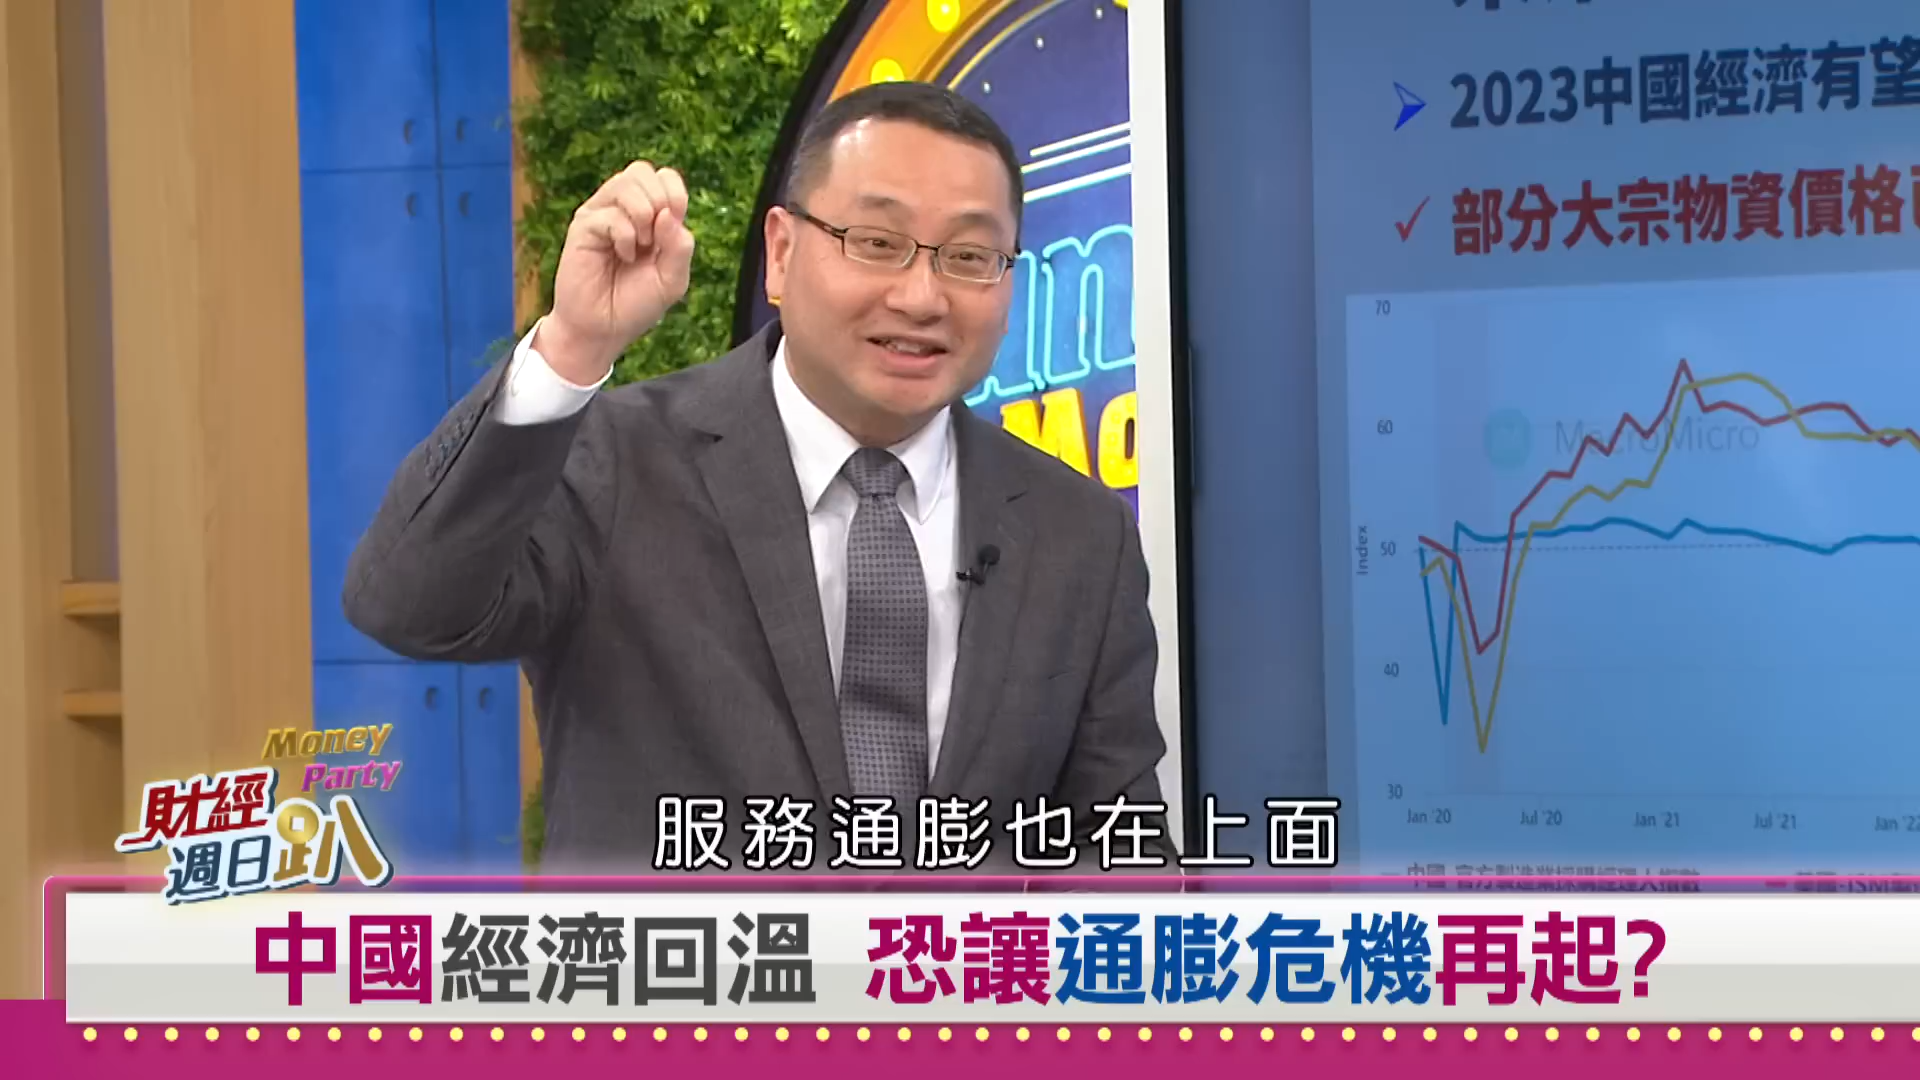 2023中國經濟有望
部分大宗物資價格
MacroMicro
70
60
50
40
30
Index
Jan '20
Jul '20
Jan '21
Jul '21
Jan '22
Money
Party
財經
週日趴
服務通膨也在上面
中國經濟回溫 恐讓通膨危機再起?